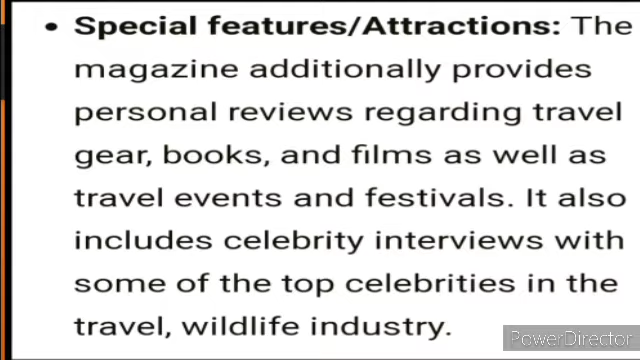 • Special features/Attractions: The
magazine additionally provides
personal reviews regarding travel
gear, books, and films as well as
travel events and festivals. It also
includes celebrity interviews with
some of the top celebrities in the
travel, wildlife industry.
PowerDirector